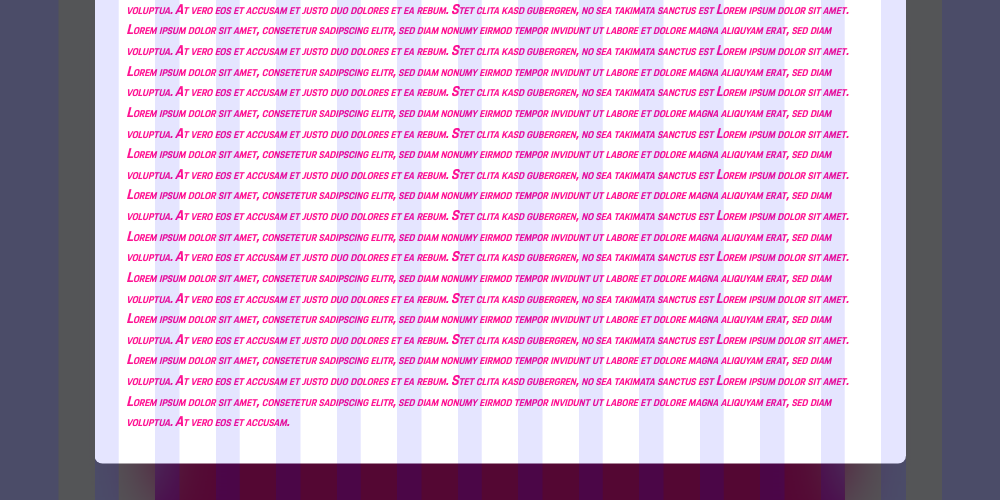 voluptua. At vero eos et accusam et justo duo dolores et ea rebum. Stet clita kasd gubergren, no sea takimata sanctus est Lorem ipsum dolor sit amet.
Lorem ipsum dolor sit amet, consetetur sadipscing elitr, sed diam nonumy eirmod tempor invidunt ut labore et dolore magna aliquyam erat, sed diam
voluptua. At vero eos et accusam et justo duo dolores et ea rebum. Stet clita kasd gubergren, no sea takimata sanctus est Lorem ipsum dolor sit amet.
Lorem ipsum dolor sit amet, consetetur sadipscing elitr, sed diam nonumy eirmod tempor invidunt ut labore et dolore magna aliquyam erat, sed diam
voluptua. At vero eos et accusam et justo duo dolores et ea rebum. Stet clita kasd gubergren, no sea takimata sanctus est Lorem ipsum dolor sit amet.
Lorem ipsum dolor sit amet, consetetur sadipscing elitr, sed diam nonumy eirmod tempor invidunt ut labore et dolore magna aliquyam erat, sed diam
voluptua. At vero eos et accusam et justo duo dolores et ea rebum. Stet clita kasd gubergren, no sea takimata sanctus est Lorem ipsum dolor sit amet.
Lorem ipsum dolor sit amet, consetetur sadipscing elitr, sed diam nonumy eirmod tempor invidunt ut labore et dolore magna aliquyam erat, sed diam
voluptua. At vero eos et accusam et justo duo dolores et ea rebum. Stet clita kasd gubergren, no sea takimata sanctus est Lorem ipsum dolor sit amet.
Lorem ipsum dolor sit amet, consetetur sadipscing elitr, sed diam nonumy eirmod tempor invidunt ut labore et dolore magna aliquyam erat, sed diam
voluptua. At vero eos et accusam et justo duo dolores et ea rebum. Stet clita kasd gubergren, no sea takimata sanctus est Lorem ipsum dolor sit amet.
Lorem ipsum dolor sit amet, consetetur sadipscing elitr, sed diam nonumy eirmod tempor invidunt ut labore et dolore magna aliquyam erat, sed diam
voluptua. At vero eos et accusam et justo duo dolores et ea rebum. Stet clita kasd gubergren, no sea takimata sanctus est Lorem ipsum dolor sit amet.
Lorem ipsum dolor sit amet, consetetur sadipscing elitr, sed diam nonumy eirmod tempor invidunt ut labore et dolore magna aliquyam erat, sed diam
voluptua. At vero eos et accusam et justo duo dolores et ea rebum. Stet clita kasd gubergren, no sea takimata sanctus est Lorem ipsum dolor sit amet.
Lorem ipsum dolor sit amet, consetetur sadipscing elitr, sed diam nonumy eirmod tempor invidunt ut labore et dolore magna aliquyam erat, sed diam
voluptua. At vero eos et accusam et justo duo dolores et ea rebum. Stet clita kasd gubergren, no sea takimata sanctus est Lorem ipsum dolor sit amet.
Lorem ipsum dolor sit amet, consetetur sadipscing elitr, sed diam nonumy eirmod tempor invidunt ut labore et dolore magna aliquyam erat, sed diam
voluptua. At vero eos et accusam et justo duo dolores et ea rebum. Stet clita kasd gubergren, no sea takimata sanctus est Lorem ipsum dolor sit amet.
Lorem ipsum dolor sit amet, consetetur sadipscing elitr, sed diam nonumy eirmod tempor invidunt ut labore et dolore magna aliquyam erat, sed diam
voluptua. At vero eos et accusam.